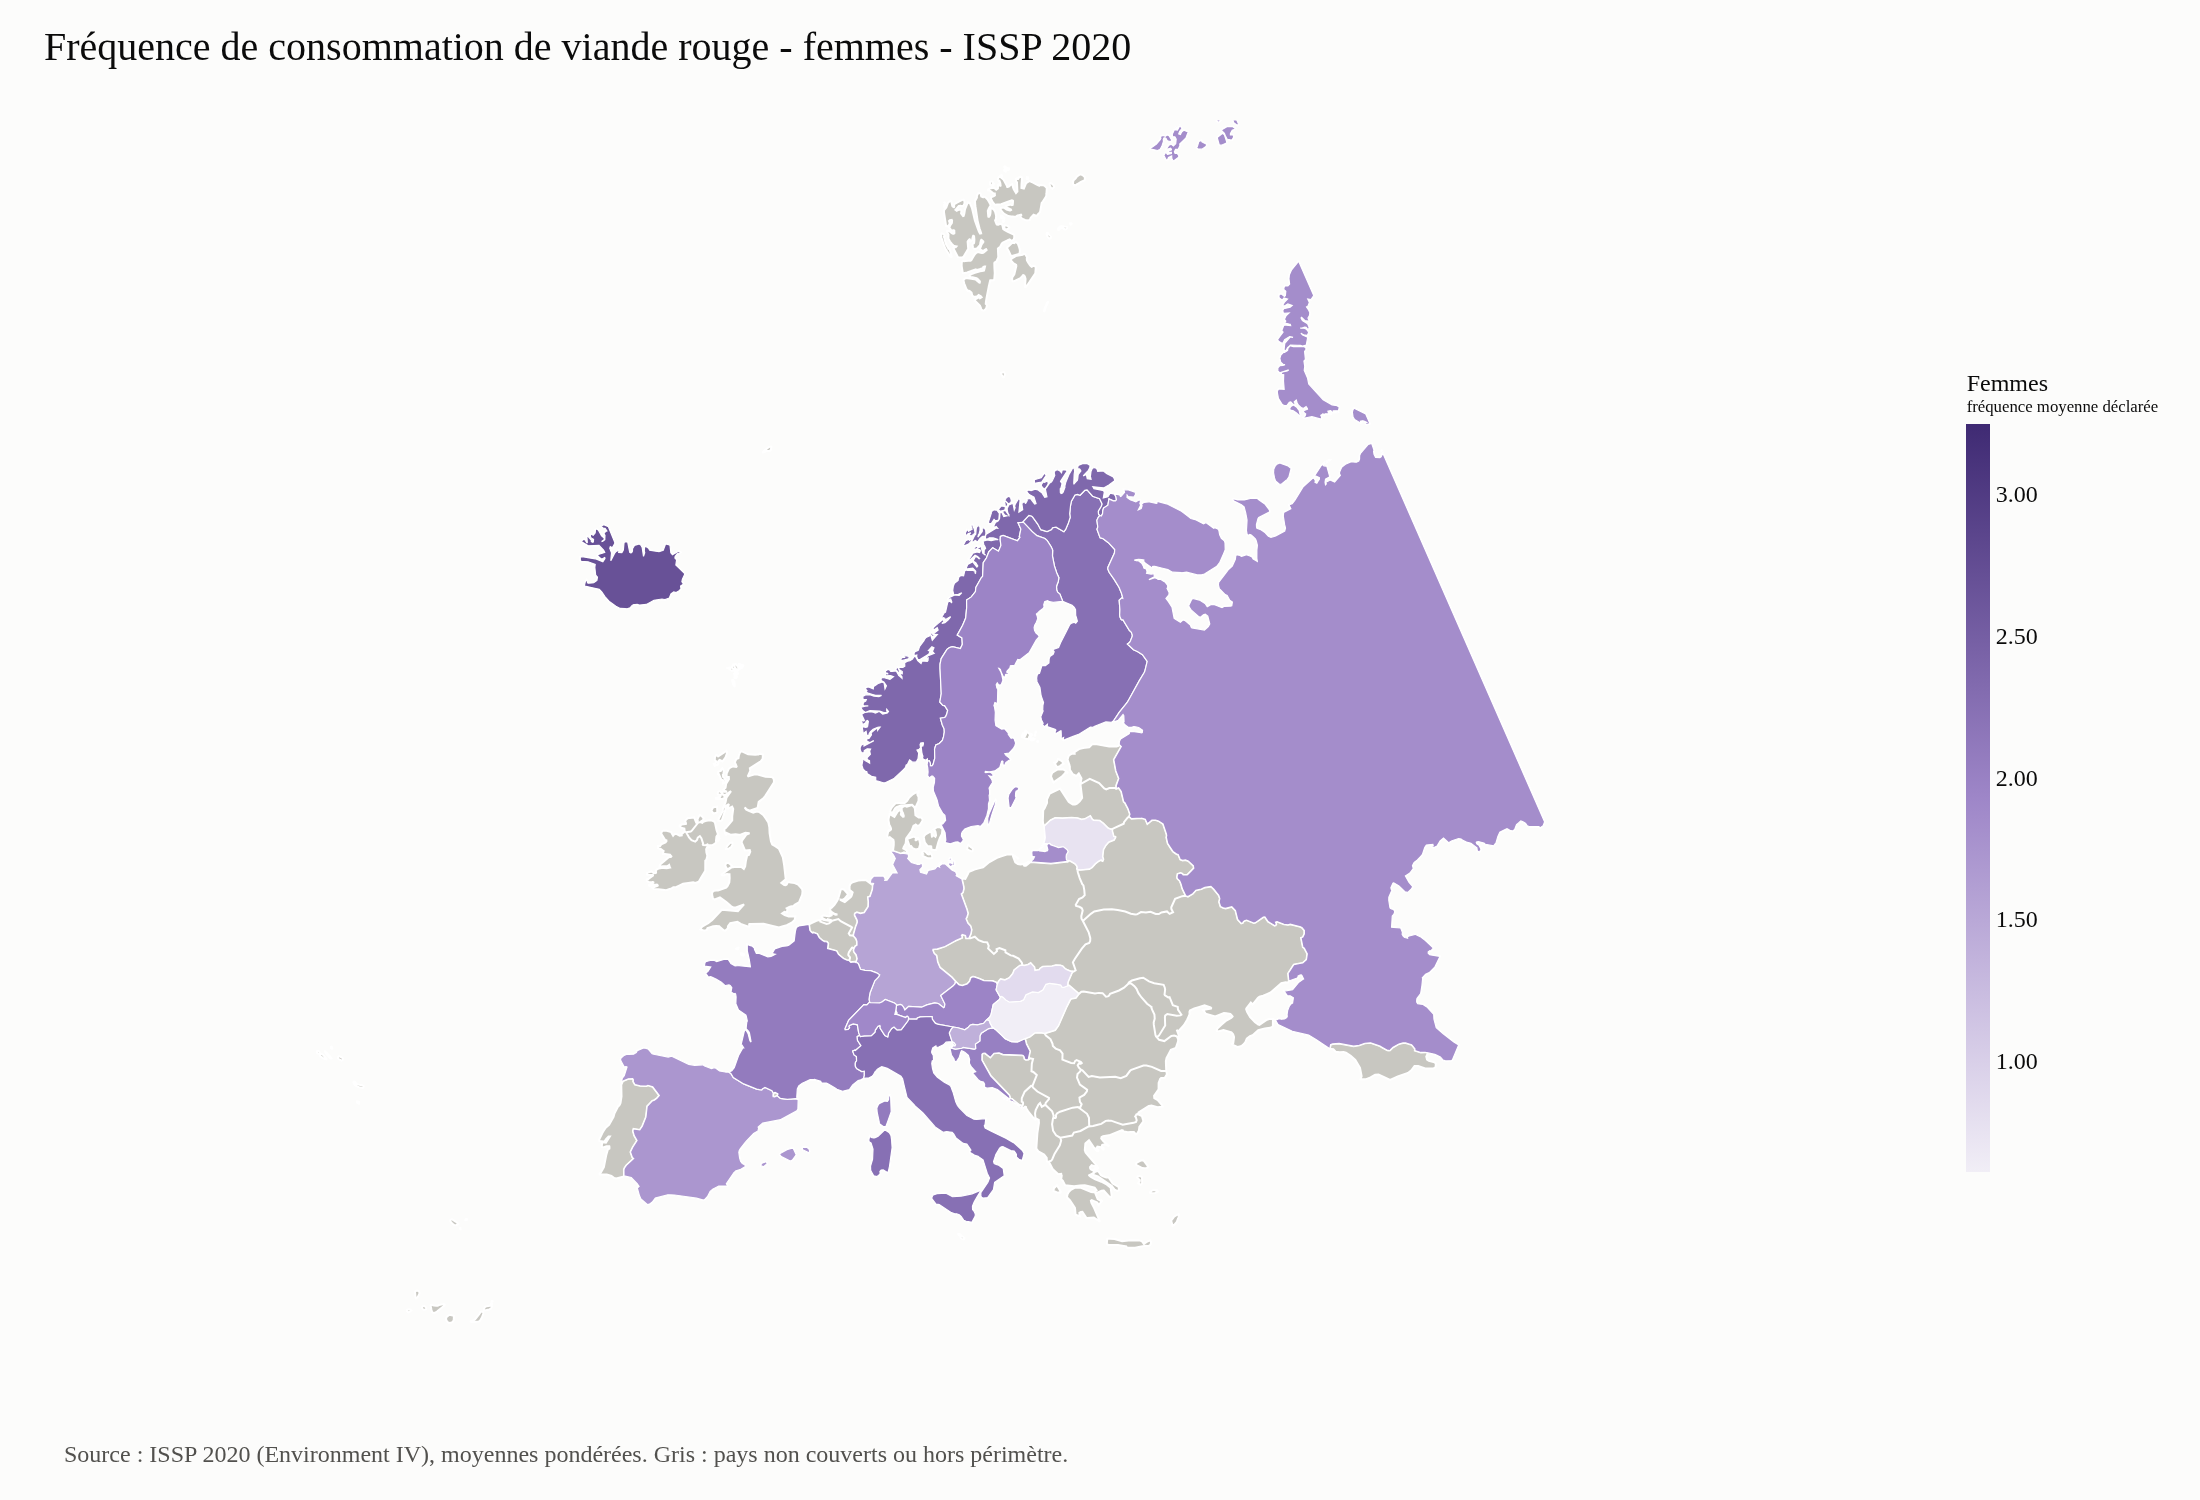 Fréquence de consommation de viande rouge - femmes - ISSP 2020
Femmes
fréquence moyenne déclarée
3.00
2.50
2.00
1.50
1.00
Source : ISSP 2020 (Environment IV), moyennes pondérées. Gris : pays non couverts ou hors périmètre.